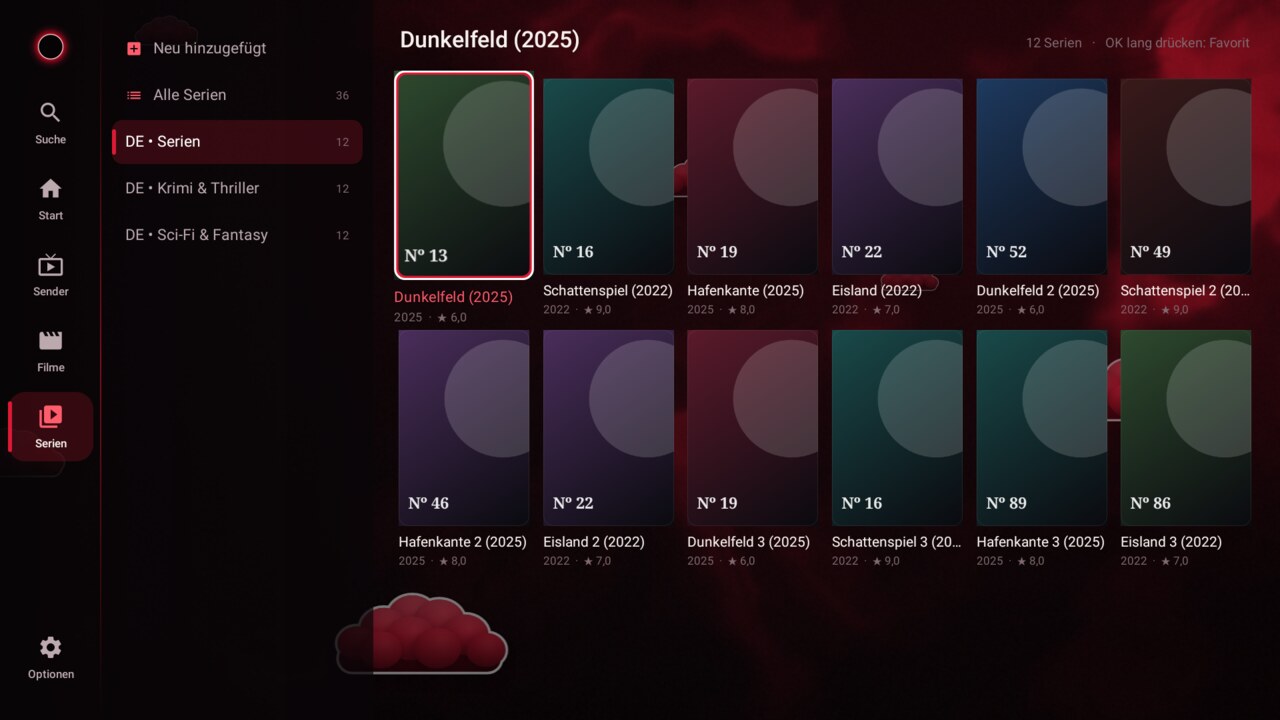 Suche
Start
Sender
Filme
Serien
Optionen
Neu hinzugefügt
Alle Serien 36
DE • Serien 12
DE • Krimi & Thriller 12
DE • Sci-Fi & Fantasy 12
Dunkelfeld (2025)
12 Serien · OK lang drücken: Favorit
Nº 13
Nº 16
Nº 19
Nº 22
Nº 52
Nº 49
Dunkelfeld (2025)
2025 · ★ 6,0
Schattenspiel (2022)
2022 · ★ 9,0
Hafenkante (2025)
2025 · ★ 8,0
Eisland (2022)
2022 · ★ 7,0
Dunkelfeld 2 (2025)
2025 · ★ 6,0
Schattenspiel 2 (20…
2022 · ★ 9,0
Nº 46
Nº 22
Nº 19
Nº 16
Nº 89
Nº 86
Hafenkante 2 (2025)
2025 · ★ 8,0
Eisland 2 (2022)
2022 · ★ 7,0
Dunkelfeld 3 (2025)
2025 · ★ 6,0
Schattenspiel 3 (20…
2022 · ★ 9,0
Hafenkante 3 (2025)
2025 · ★ 8,0
Eisland 3 (2022)
2022 · ★ 7,0